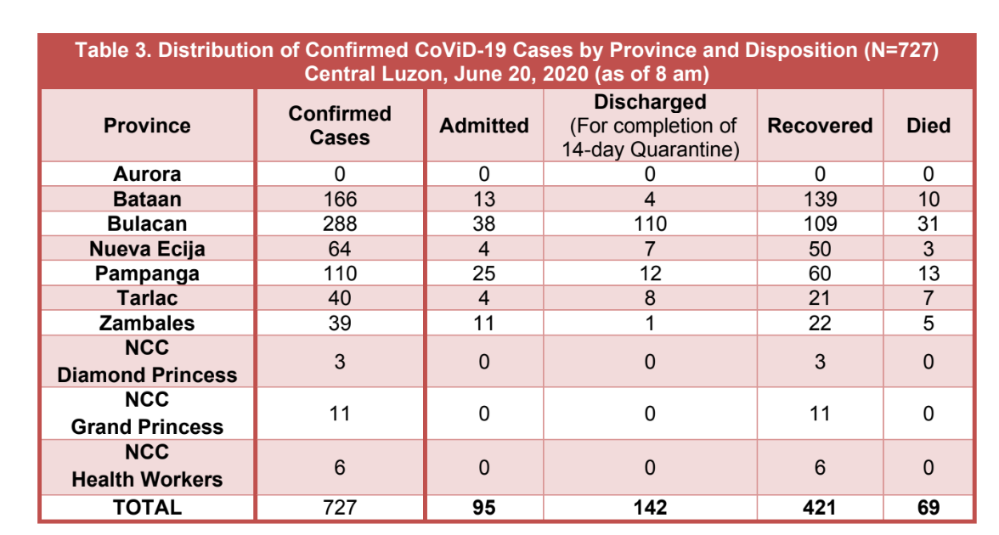 Table 3. Distribution of Confirmed CoViD-19 Cases by Province and Disposition (N=727)
Central Luzon, June 20, 2020 (as of 8 am)
Province Confirmed Cases Admitted Discharged (For completion of 14-day Quarantine) Recovered Died
Aurora 0 0 0 0 0
Bataan 166 13 4 139 10
Bulacan 288 38 110 109 31
Nueva Ecija 64 4 7 50 3
Pampanga 110 25 12 60 13
Tarlac 40 4 8 21 7
Zambales 39 11 1 22 5
NCC Diamond Princess 3 0 0 3 0
NCC Grand Princess 11 0 0 11 0
NCC Health Workers 6 0 0 6 0
TOTAL 727 95 142 421 69